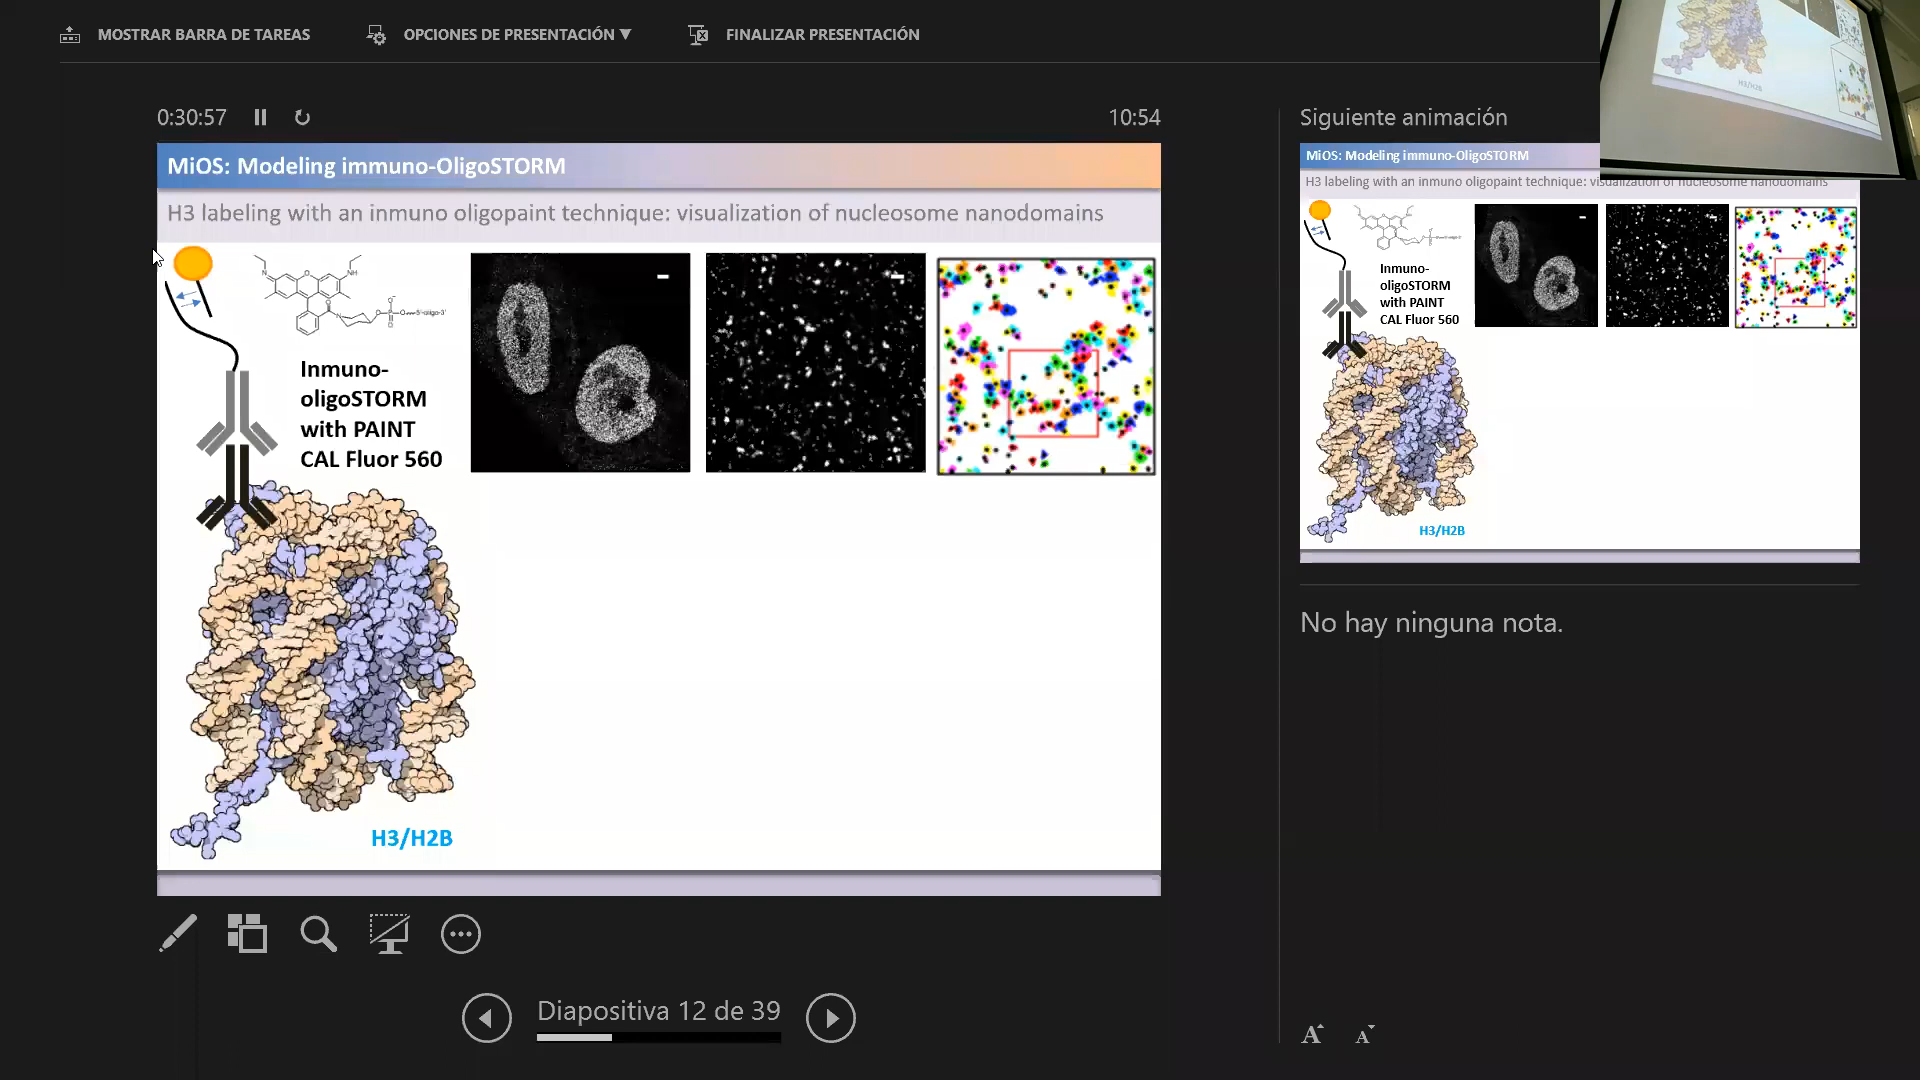 MOSTRAR BARRA DE TAREAS
OPCIONES DE PRESENTACIÓN ▼
FINALIZAR PRESENTACIÓN
0:30:57
10:54
MiOS: Modeling immuno-OligoSTORM
H3 labeling with an inmuno oligopaint technique: visualization of nucleosome nanodomains
Inmuno-
oligoSTORM
with PAINT
CAL Fluor 560
H3/H2B
Diapositiva 12 de 39
Siguiente animación
MiOS: Modeling immuno-OligoSTORM
H3 labeling with an inmuno oligopaint technique: visualization of nucleosome nanodomains
Inmuno-
oligoSTORM
with PAINT
CAL Fluor 560
H3/H2B
No hay ninguna nota.
H3/H2B